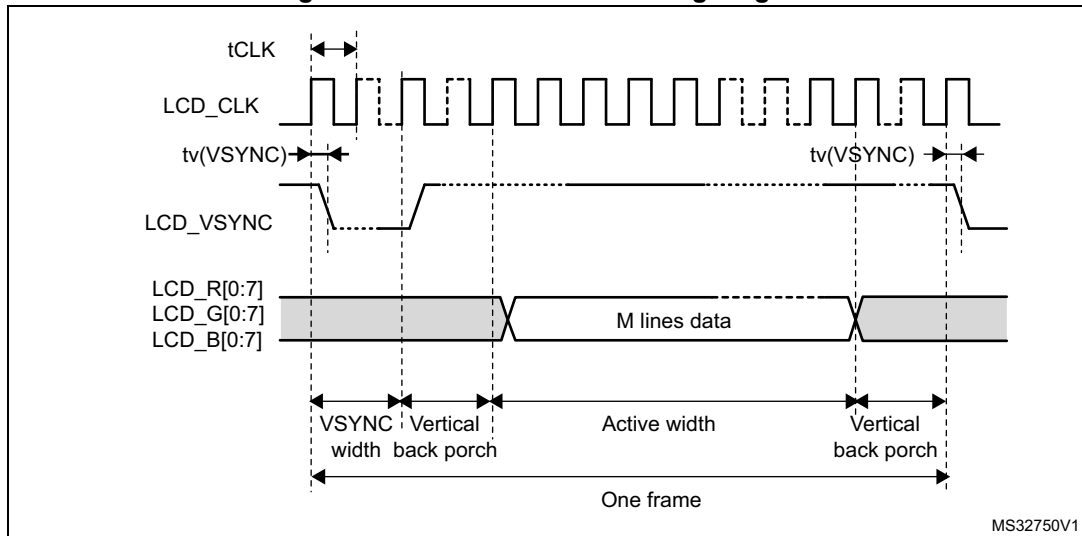 tCLK
LCD_CLK
tv(VSYNC)
tv(VSYNC)
LCD_VSYNC
LCD_R[0:7]
LCD_G[0:7]
LCD_B[0:7]
M lines data
VSYNC width
Vertical back porch
Active width
Vertical back porch
One frame
MS32750V1